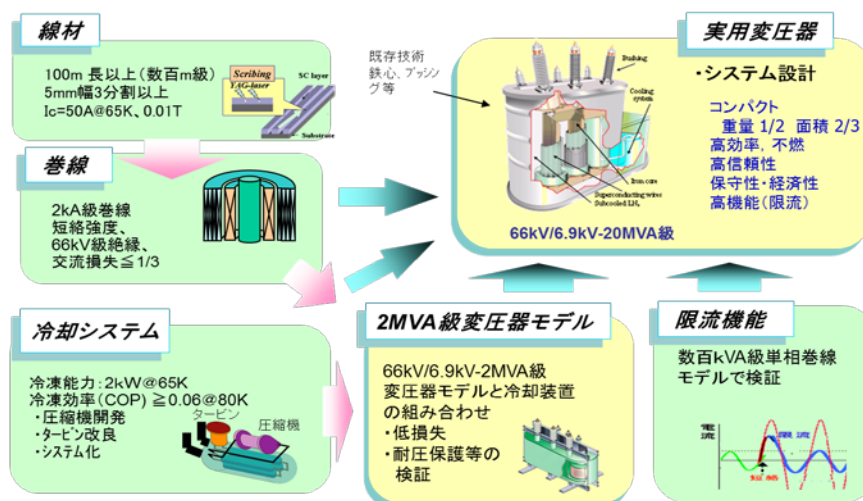 線材
100m 長以上（数百m級）
5mm幅3分割以上
Ic=50A@65K、0.01T
Scribing
YAG-laser
SC layer
Substrate
巻線
2kA級巻線
短絡強度、
66kV級絶縁、
交流損失≦1/3
既存技術
鉄心、ブッシン
グ等
実用変圧器
Bushing
Cooling
system
Iron core
Superconducting wires
Subcooled LN₂
66kV/6.9kV-20MVA級
・システム設計
コンパクト
重量 1/2 面積 2/3
高効率, 不燃
高信頼性
保守性・経済性
高機能（限流）
冷却システム
冷凍能力：2kW@65K
冷凍効率（COP）≧0.06@80K
・圧縮機開発
・タービン改良
・システム化
タービン
圧縮機
2MVA級変圧器モデル
66kV/6.9kV-2MVA級
変圧器モデルと冷却装置
の組み合わせ
・低損失
・耐圧保護等の
検証
限流機能
数百kVA級単相巻線
モデルで検証
電流
限流
短絡